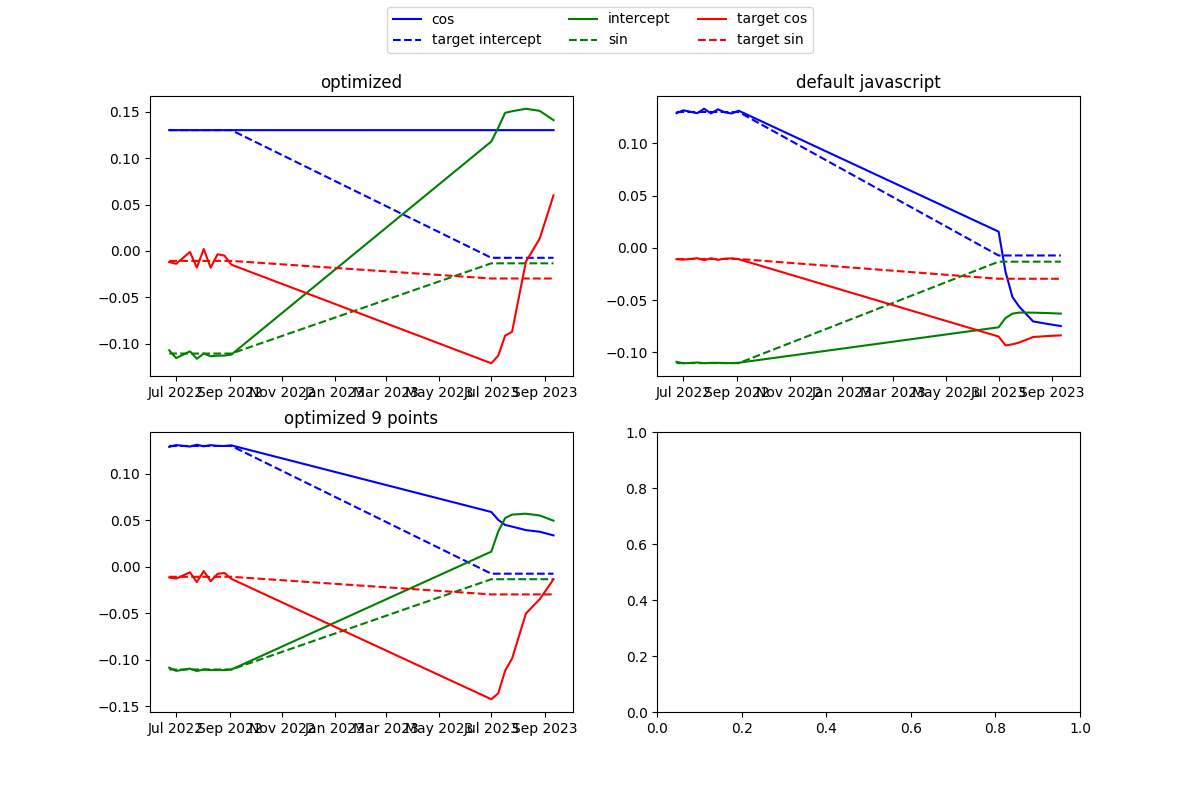 cos intercept target cos
target intercept sin target sin
optimized
0.15
0.10
0.05
0.00
−0.05
−0.10
Jul 2022 Sep 2022 Nov 2022 Jan 2023 Mar 2023 May 2023 Jul 2023 Sep 2023
default javascript
0.10
0.05
0.00
−0.05
−0.10
Jul 2022 Sep 2022 Nov 2022 Jan 2023 Mar 2023 May 2023 Jul 2023 Sep 2023
optimized 9 points
0.10
0.05
0.00
−0.05
−0.10
−0.15
Jul 2022 Sep 2022 Nov 2022 Jan 2023 Mar 2023 May 2023 Jul 2023 Sep 2023
1.0
0.8
0.6
0.4
0.2
0.0
0.0 0.2 0.4 0.6 0.8 1.0